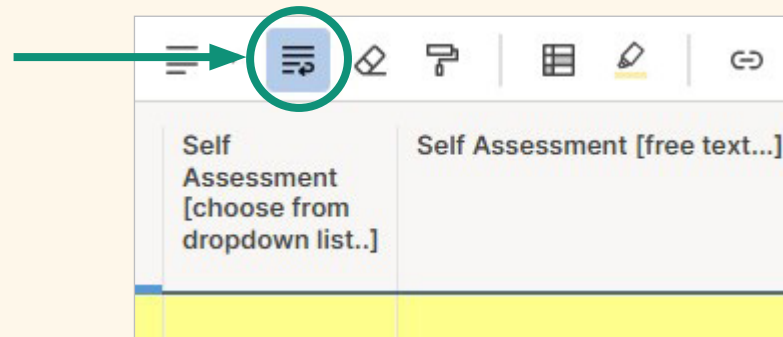 Self
Assessment
[choose from
dropdown list..]
Self Assessment [free text...]